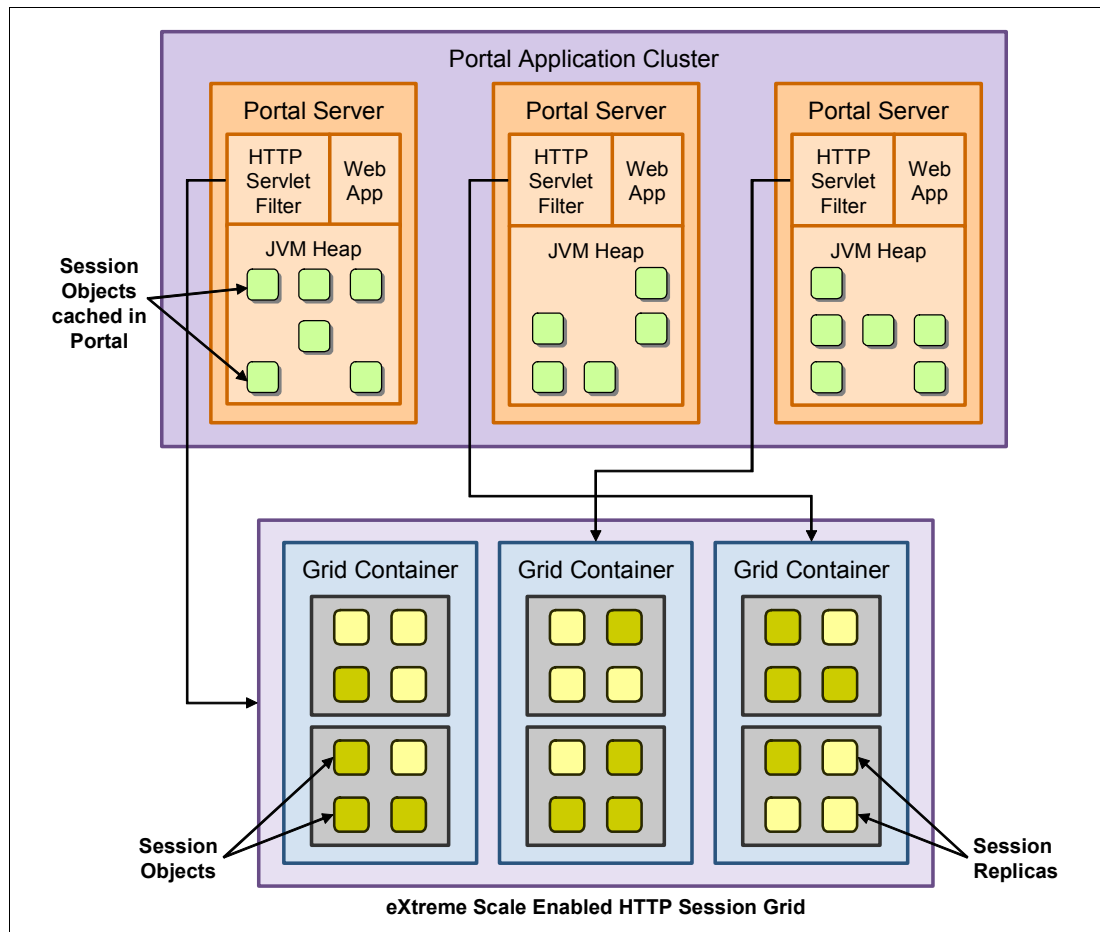 Portal Application Cluster
Portal Server
HTTP
Servlet
Filter
Web
App
JVM Heap
Portal Server
HTTP
Servlet
Filter
Web
App
JVM Heap
Portal Server
HTTP
Servlet
Filter
Web
App
JVM Heap
Session
Objects
cached in
Portal
Grid Container
Grid Container
Grid Container
Session
Objects
Session
Replicas
eXtreme Scale Enabled HTTP Session Grid